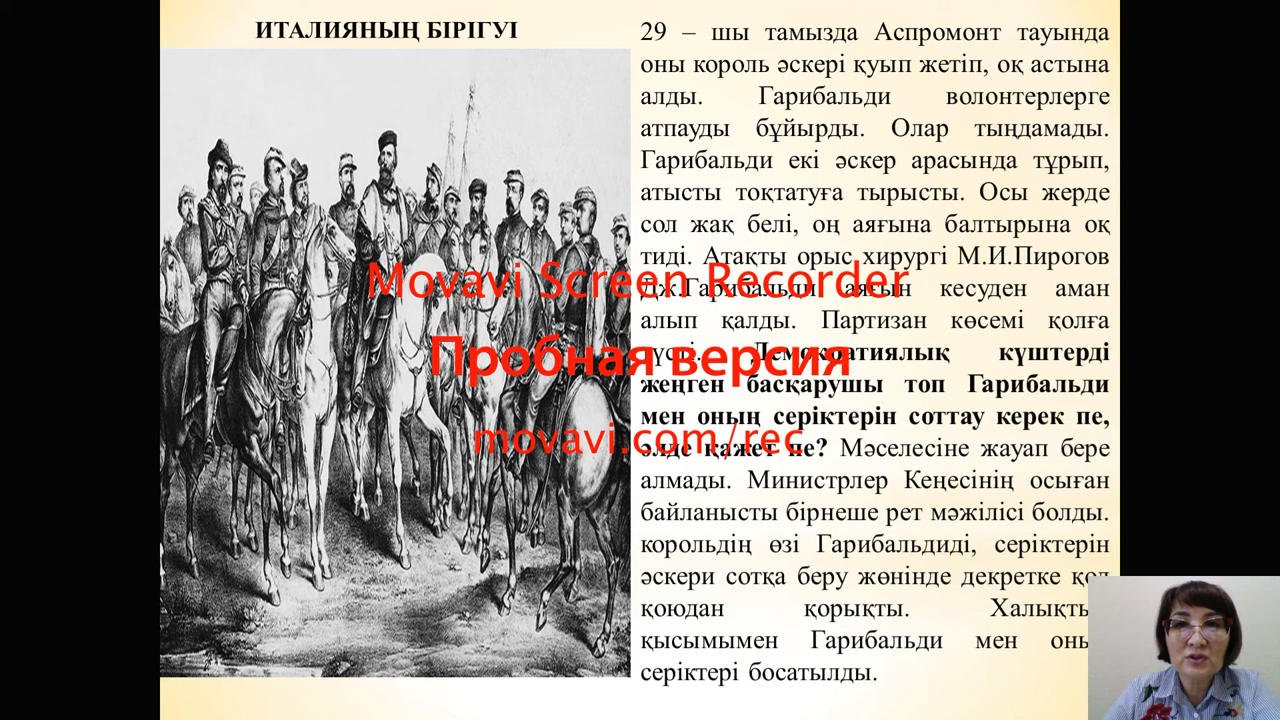 ИТАЛИЯНЫҢ БІРІГУІ
29 – шы тамызда Аспромонт тауында
оны король әскері қуып жетіп, оқ астына
алды. Гарибальди волонтерлерге
атпауды бұйырды. Олар тыңдамады.
Гарибальди екі әскер арасында тұрып,
атысты тоқтатуға тырысты. Осы жерде
сол жақ белі, оң аяғына балтырына оқ
тиді. Атақты орыс хирургі М.И.Пирогов
Дж.Гарибальди аяғын кесуден аман
алып қалды. Партизан көсемі қолға
Демократиялық күштерді
жеңген басқарушы топ Гарибальди
мен оның серіктерін соттау керек пе,
әлде қажет пе? Мәселесіне жауап бере
алмады. Министрлер Кеңесінің осыған
байланысты бірнеше рет мәжілісі болды.
корольдің өзі Гарибальдиді, серіктерін
әскери сотқа беру жөнінде декретке
қоюдан қорықты.
қысымымен Гарибальди мен
серіктері босатылды.
Movavi Screen Recorder
Пробная версия
movavi.com/rec